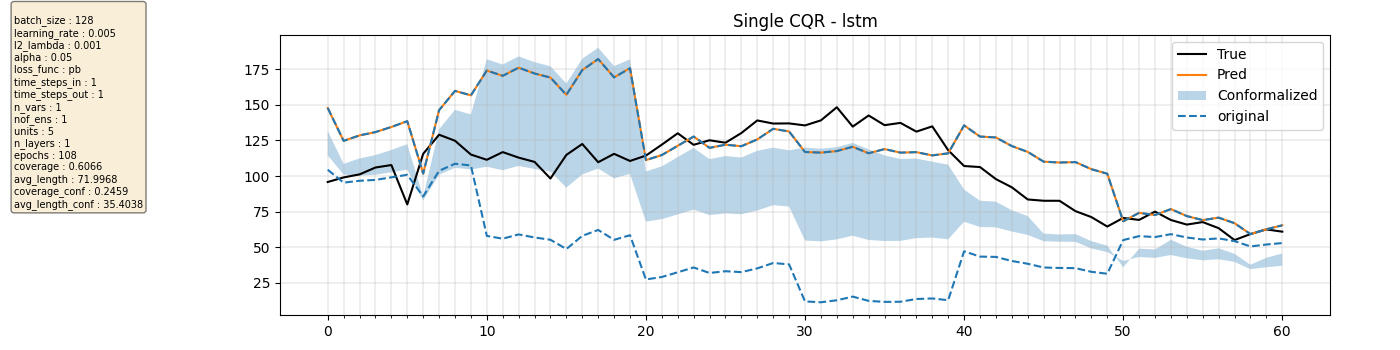 batch_size : 128
learning_rate : 0.005
l2_lambda : 0.001
alpha : 0.05
loss_func : pb
time_steps_in : 1
time_steps_out : 1
n_vars : 1
nof_ens : 1
units : 5
n_layers : 1
epochs : 108
coverage : 0.6066
avg_length : 71.9968
coverage_conf : 0.2459
avg_length_conf : 35.4038
Single CQR - lstm
True
Pred
Conformalized
original
175
150
125
100
75
50
25
0 10 20 30 40 50 60